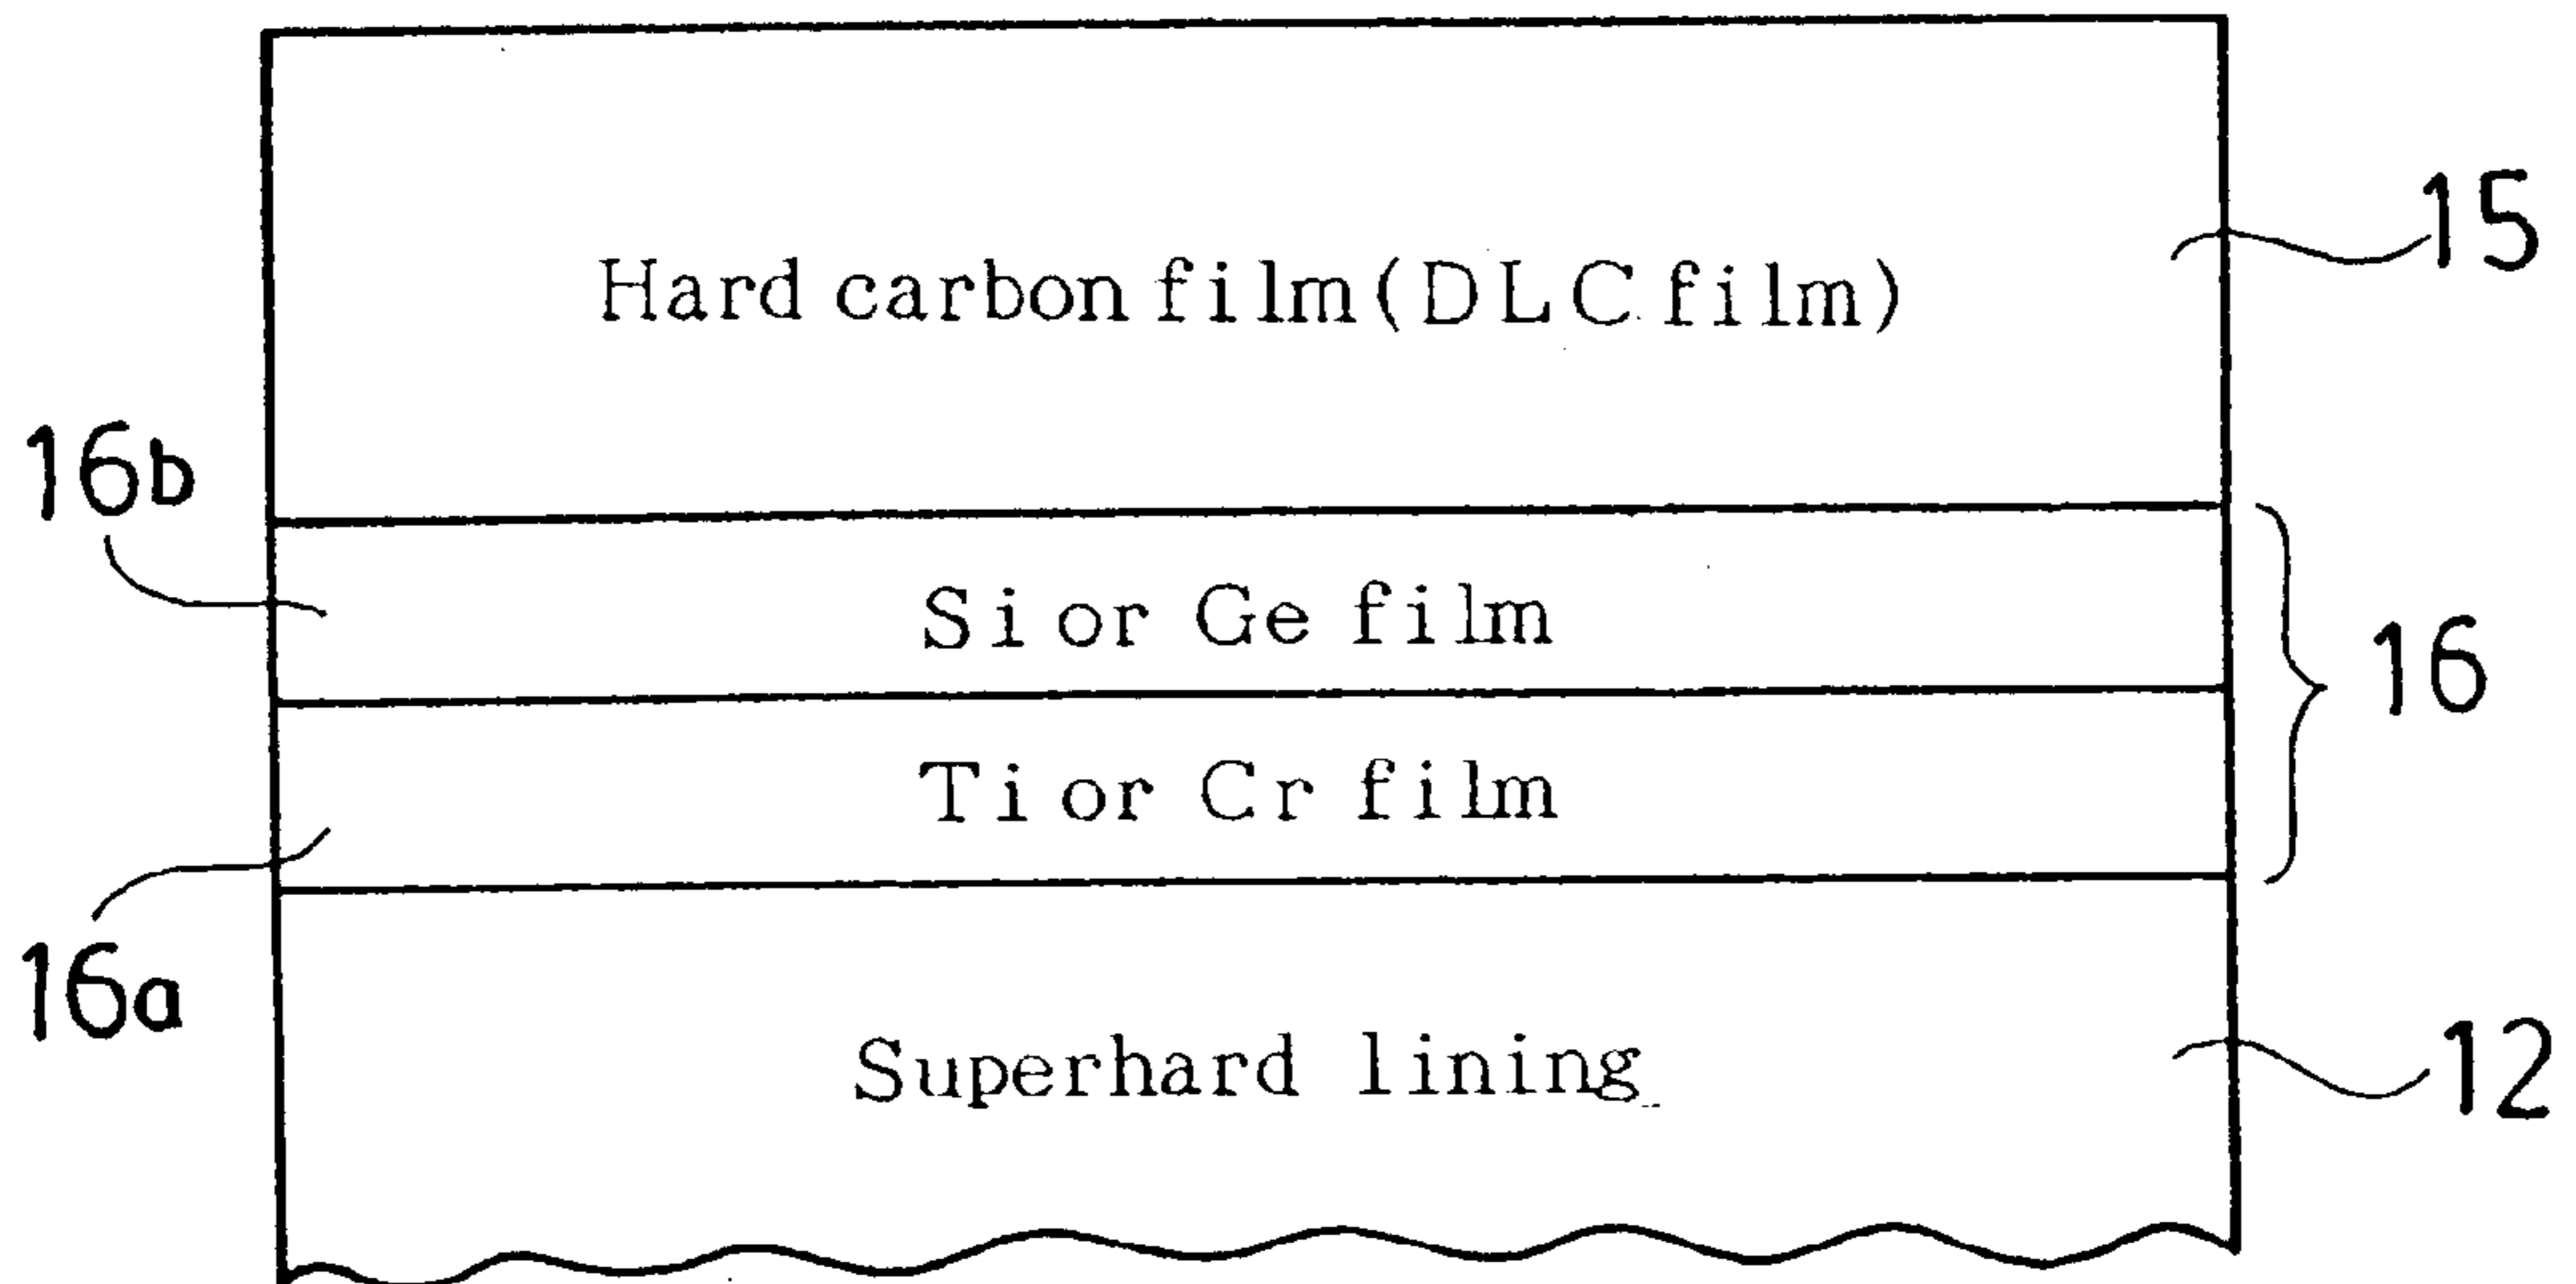 Hard carbon film (DLC film)
15
16b
Si or Ge film
16
Ti or Cr film
16a
Superhard lining
12